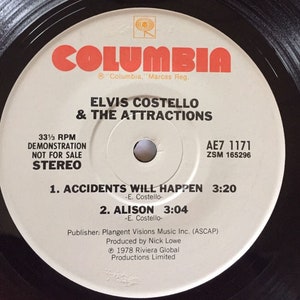 COLUMBIA
® "Columbia", Marcas Reg.
ELVIS COSTELLO
& THE ATTRACTIONS
33⅓ RPM
DEMONSTRATION
NOT FOR SALE
STEREO
AE7 1171
ZSM 165296
1. ACCIDENTS WILL HAPPEN 3:20
-E. Costello-
2. ALISON 3:04
-E. Costello-
Publisher: Plangent Visions Music Inc. (ASCAP)
Produced by Nick Lowe
℗ 1978 Riviera Global
Productions Limited